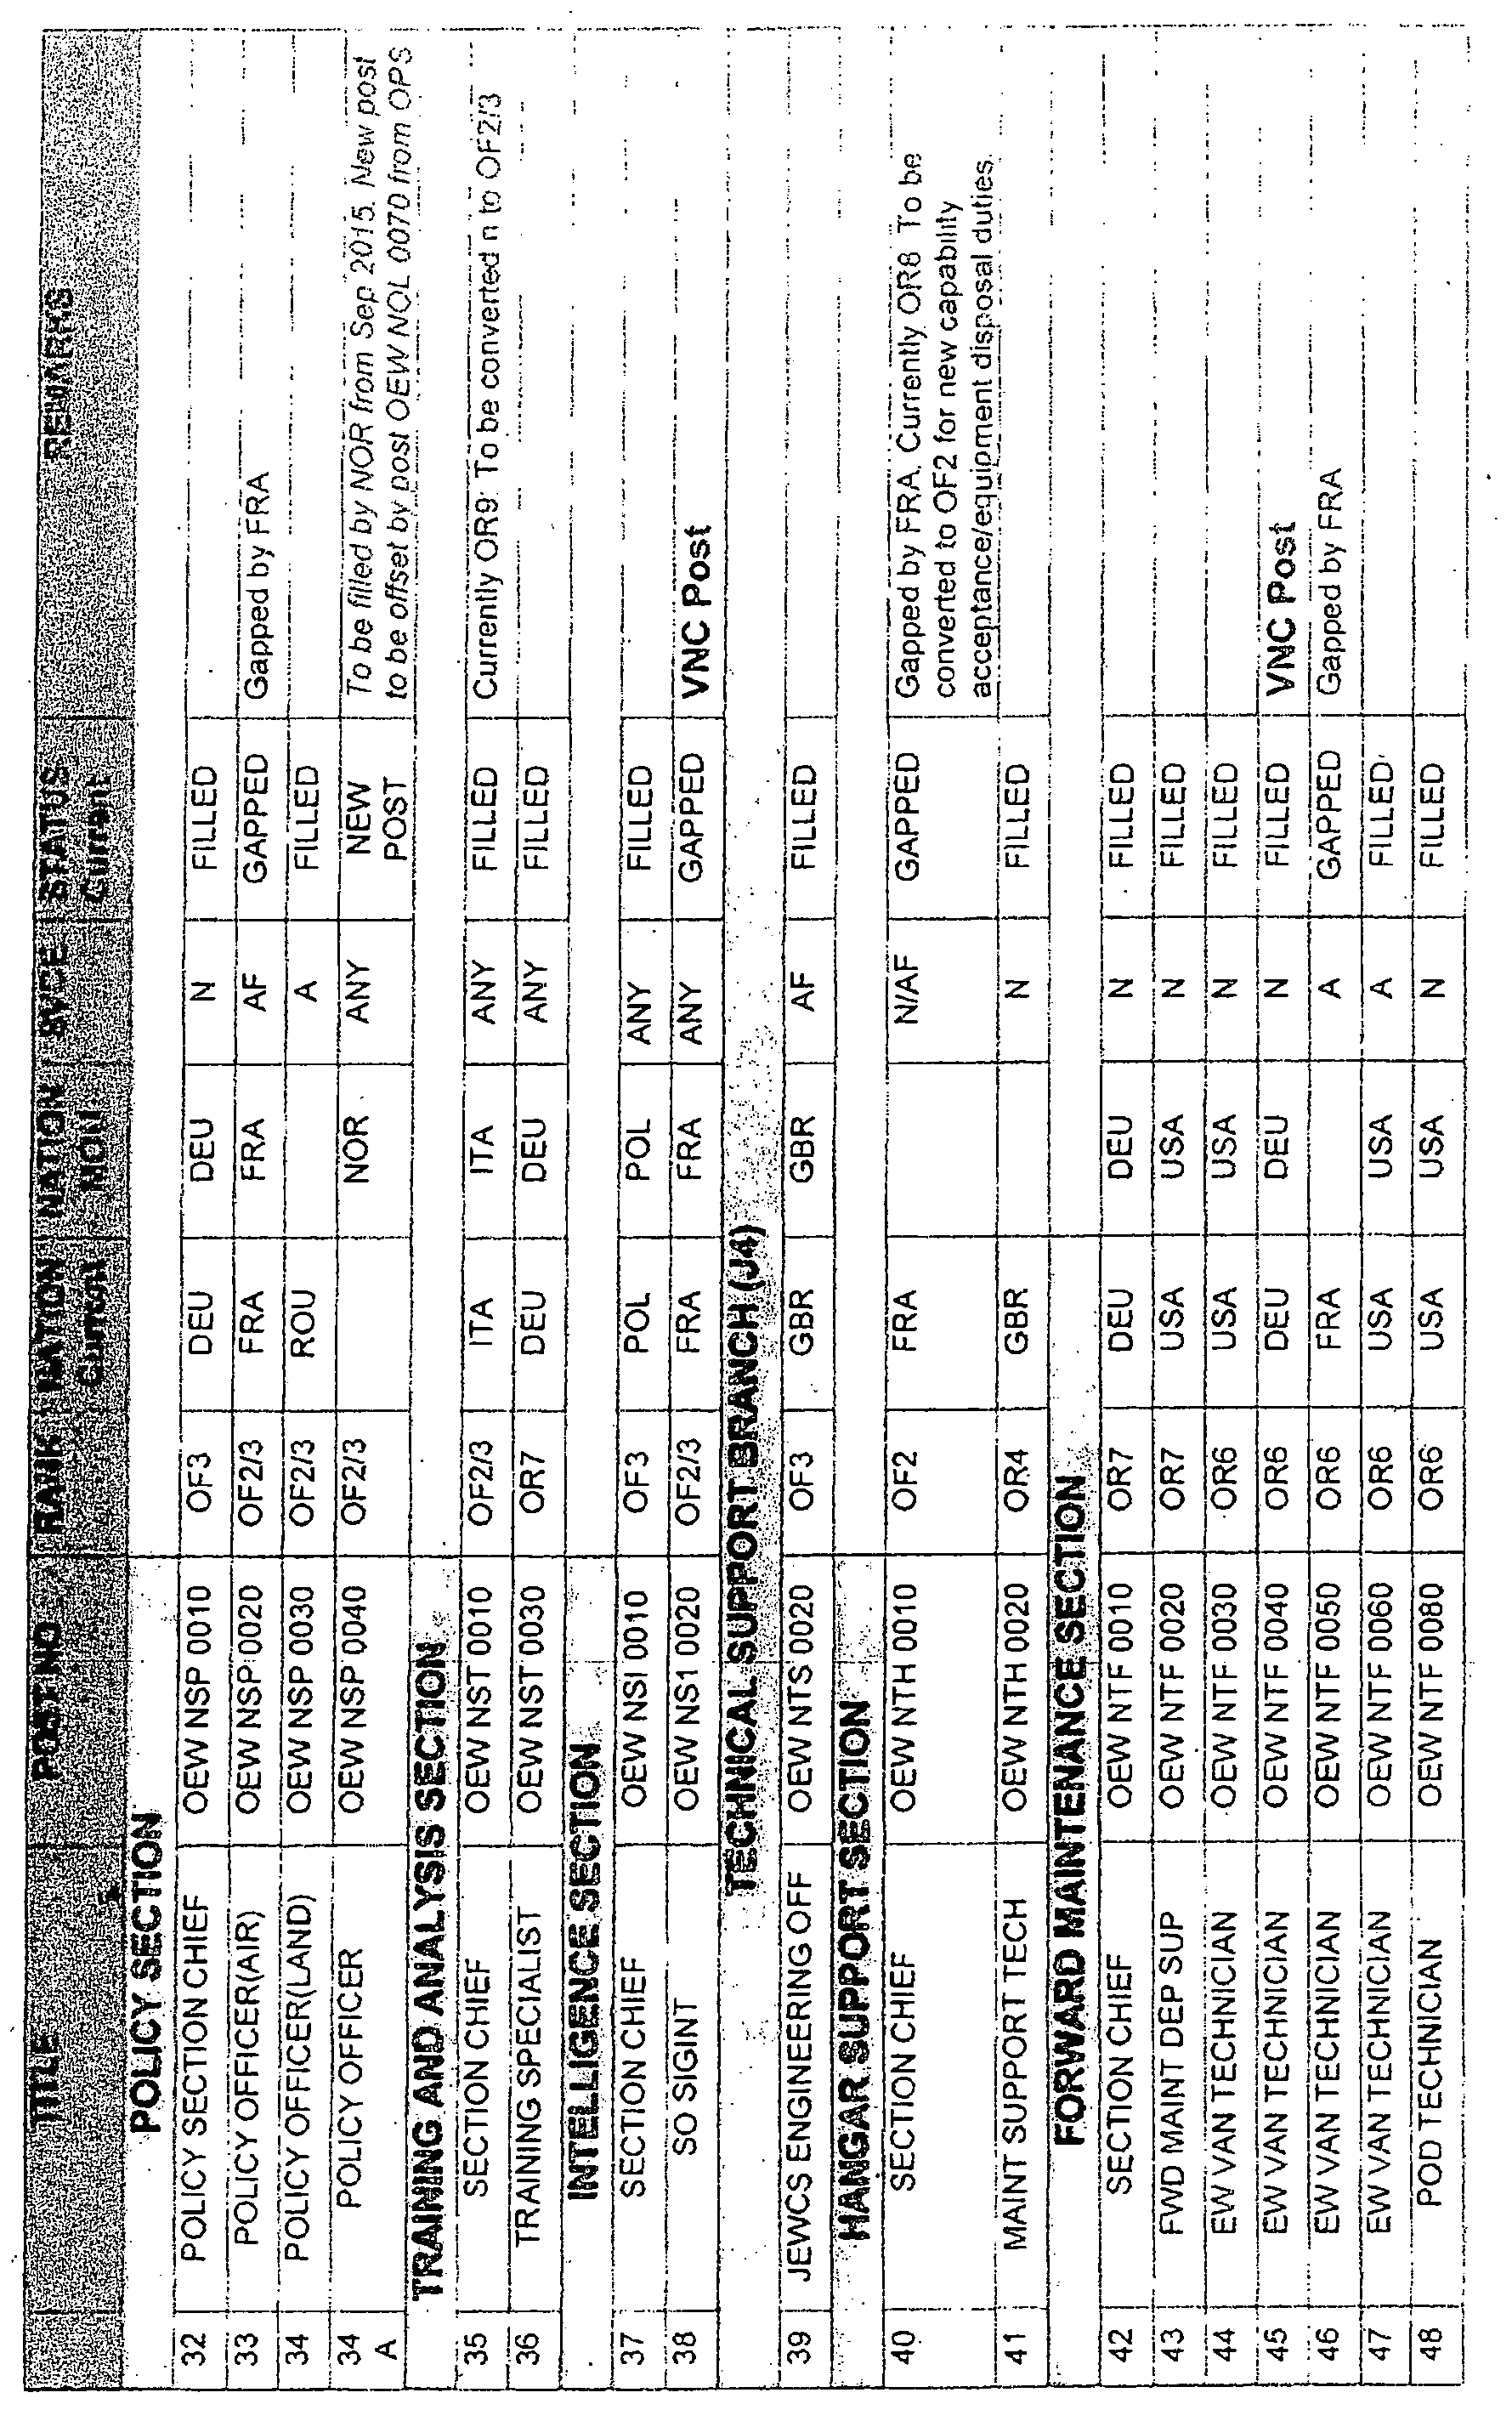 TITLE POST NO RANK NATION NATION SVCE STATUS REMARKS
Current MOU Current
POLICY SECTION
32 POLICY SECTION CHIEF OEW NSP 0010 OF3 DEU DEU N FILLED
33 POLICY OFFICER(AIR) OEW NSP 0020 OF2/3 FRA FRA AF GAPPED Gapped by FRA
34 POLICY OFFICER(LAND) OEW NSP 0030 OF2/3 ROU A FILLED
34 POLICY OFFICER OEW NSP 0040 OF2/3 NOR ANY NEW To be filled by NOR from Sep 2015. New post
A POST to be offset by post OEW NOL 0070 from OPS
TRAINING AND ANALYSIS SECTION
35 SECTION CHIEF OEW NST 0010 OF2/3 ITA ITA ANY FILLED Currently OR9. To be converted n to OF2/3
36 TRAINING SPECIALIST OEW NST 0030 OR7 DEU DEU ANY FILLED
INTELLIGENCE SECTION
37 SECTION CHIEF OEW NSI 0010 OF3 POL POL ANY FILLED
38 SO SIGINT OEW NS1 0020 OF2/3 FRA FRA ANY GAPPED VNC Post
TECHNICAL SUPPORT BRANCH (J4)
39 JEWCS ENGINEERING OFF OEW NTS 0020 OF3 GBR GBR AF FILLED
HANGAR SUPPORT SECTION
40 SECTION CHIEF OEW NTH 0010 OF2 FRA N/AF GAPPED Gapped by FRA. Currently OR8 To be
converted to OF2 for new capability
acceptance/equipment disposal duties.
41 MAINT SUPPORT TECH OEW NTH 0020 OR4 GBR N FILLED
FORWARD MAINTENANCE SECTION
42 SECTION CHIEF OEW NTF 0010 OR7 DEU DEU N FILLED
43 FWD MAINT DEP SUP OEW NTF 0020 OR7 USA USA N FILLED
44 EW VAN TECHNICIAN OEW NTF 0030 OR6 USA USA N FILLED
45 EW VAN TECHNICIAN OEW NTF 0040 OR6 DEU DEU N FILLED VNC Post
46 EW VAN TECHNICIAN OEW NTF 0050 OR6 FRA A GAPPED Gapped by FRA
47 EW VAN TECHNICIAN OEW NTF 0060 OR6 USA USA A FILLED
48 POD TECHNICIAN OEW NTF 0080 OR6 USA USA N FILLED